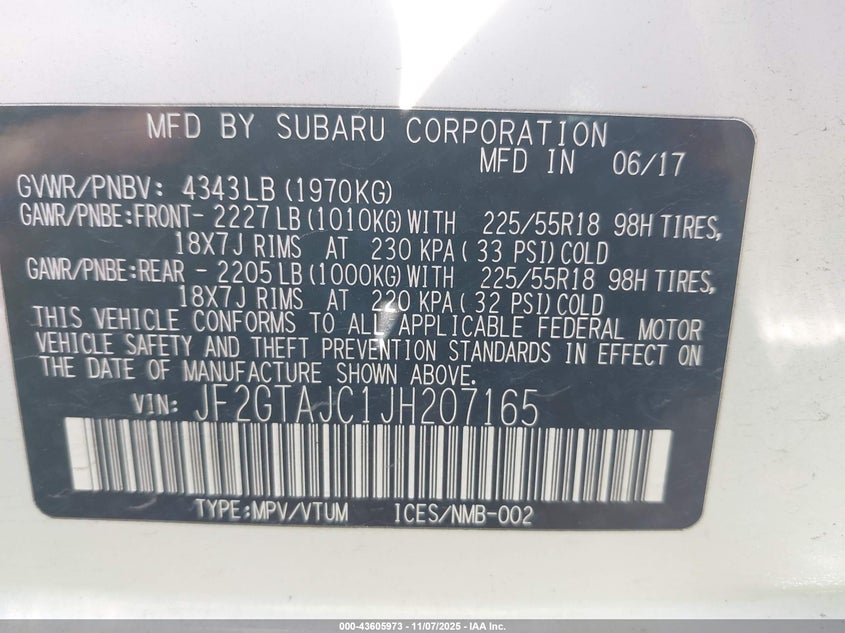 MFD BY SUBARU CORPORATION
MFD IN 06/17
GVWR/PNBV: 4343LB (1970KG)
GAWR/PNBE:FRONT- 2227 LB (1010KG) WITH 225/55R18 98H TIRES,
18X7J RIMS AT 230 KPA ( 33 PSI) COLD
GAWR/PNBE:REAR - 2205 LB (1000KG) WITH 225/55R18 98H TIRES,
18X7J RIMS AT 220 KPA ( 32 PSI) COLD
THIS VEHICLE CONFORMS TO ALL APPLICABLE FEDERAL MOTOR
VEHICLE SAFETY AND THEFT PREVENTION STANDARDS IN EFFECT ON
THE DATE OF MANUFACTURE SHOWN ABOVE.
VIN: JF2GTAJC1JH207165
TYPE:MPV/VTUM ICES/NMB-002
000-43605973 | 11/07/2025 - IAA Inc.